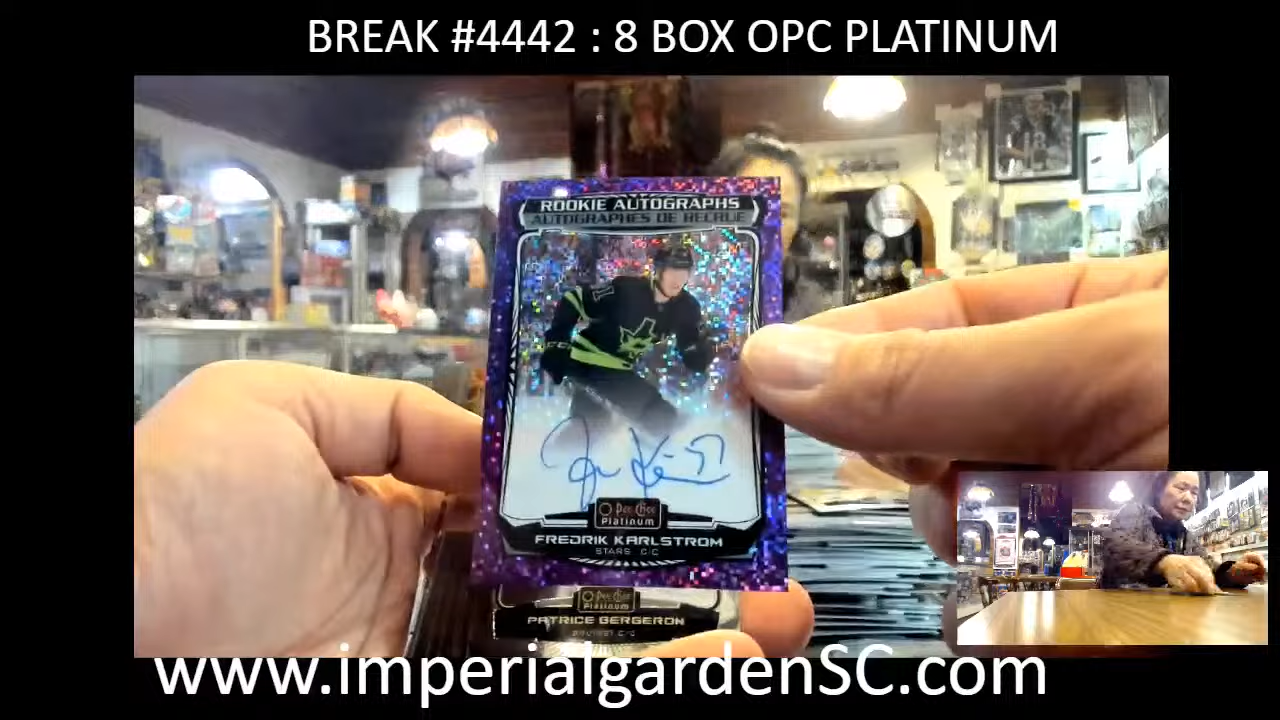 BREAK #4442 : 8 BOX OPC PLATINUM
ROOKIE AUTOGRAPHS
AUTOGRAPHES DE RECRUE
O Pee Chee
Platinum
FREDRIK KARLSTROM
STARS C/C
O Pee Chee
Platinum
PATRICE BERGERON
BRUINS C/C
www.imperialgardenSC.com